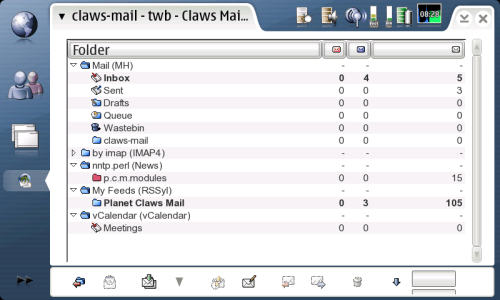 claws-mail - twb - Claws Mai...
08:28
Folder
Mail (MH) - - -
Inbox 0 4 5
Sent 0 0 3
Drafts 0 0 0
Queue 0 0 0
Wastebin 0 0 0
claws-mail 0 0 0
by imap (IMAP4) - - -
nntp.perl (News) - - -
p.c.m.modules 0 0 15
My Feeds (RSSyl) - - -
Planet Claws Mail 0 3 105
vCalendar (vCalendar) - - -
Meetings 0 0 0